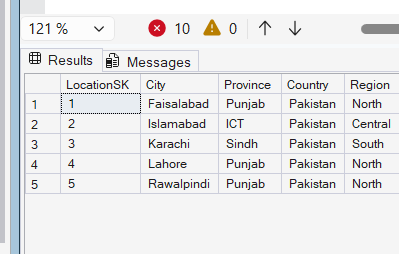 121 % 10 0
Results Messages
LocationSK City Province Country Region
1 1 Faisalabad Punjab Pakistan North
2 2 Islamabad ICT Pakistan Central
3 3 Karachi Sindh Pakistan South
4 4 Lahore Punjab Pakistan North
5 5 Rawalpindi Punjab Pakistan North